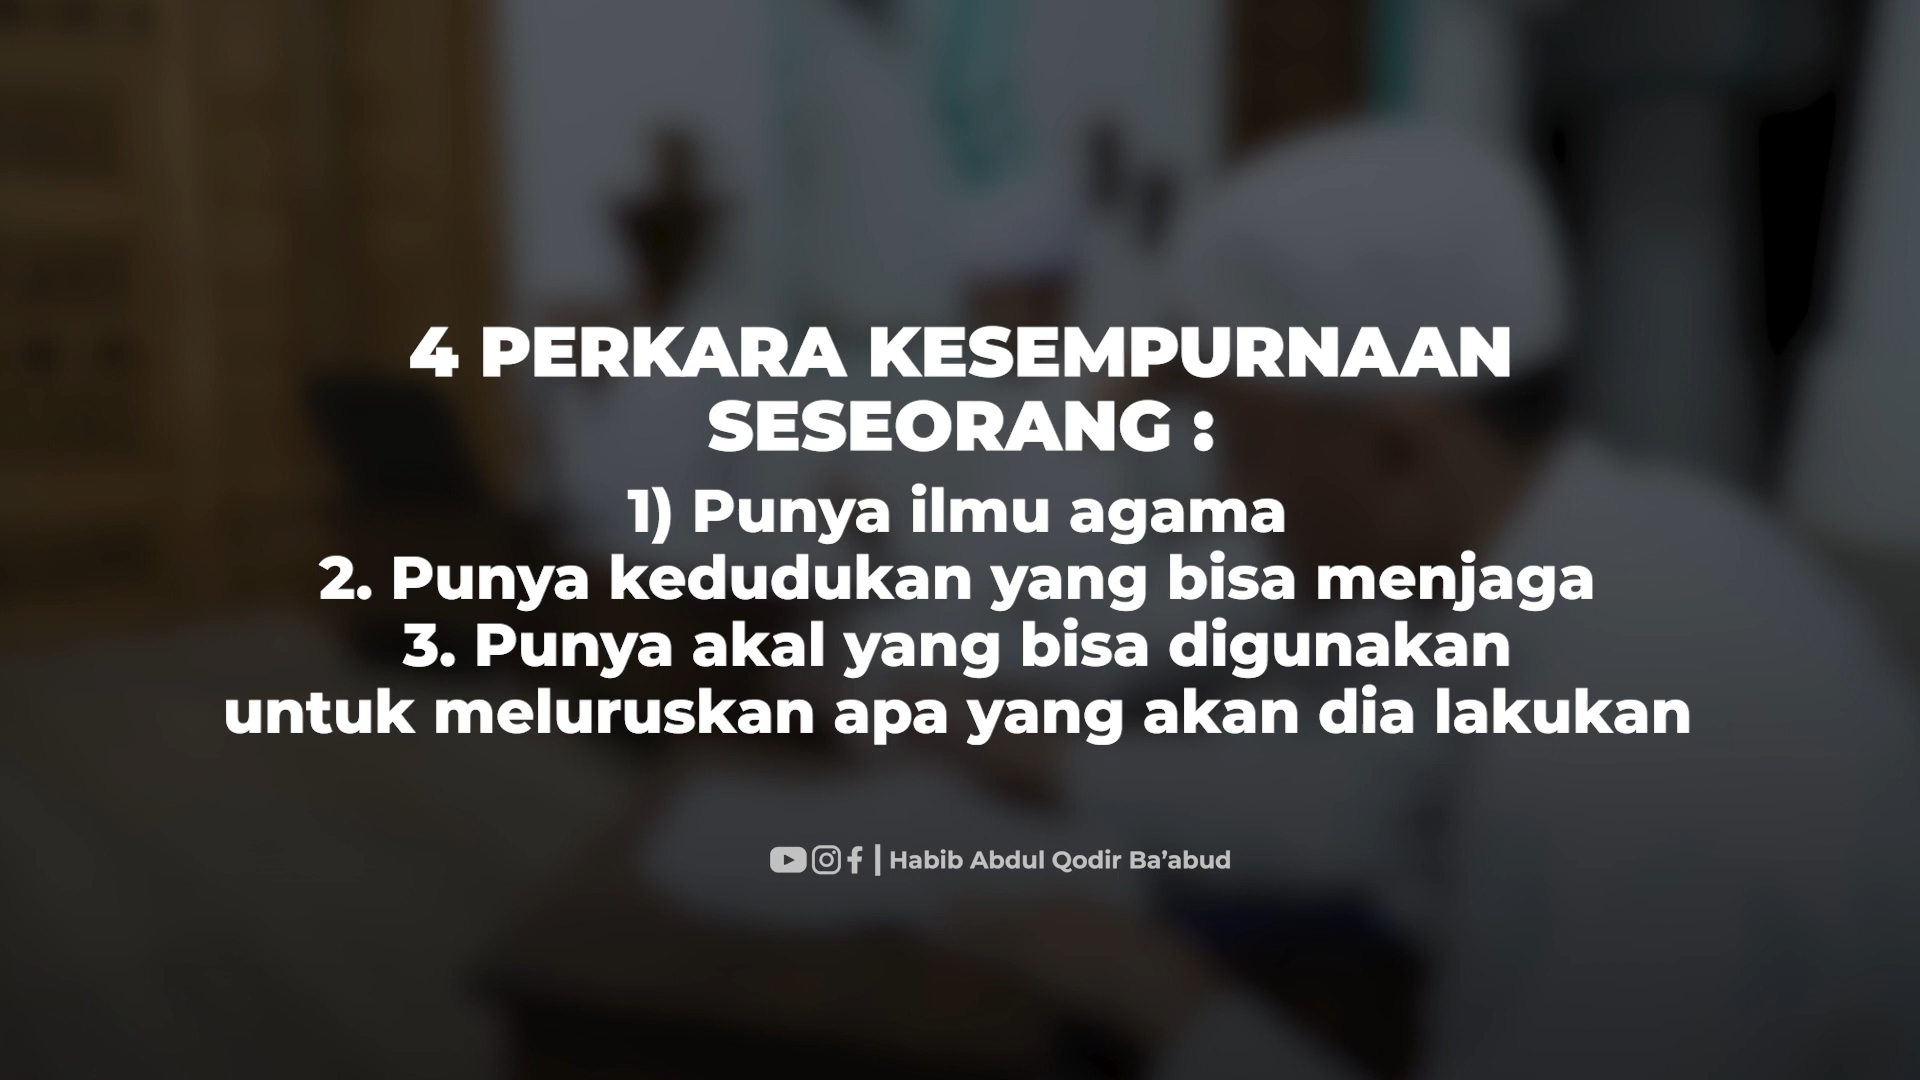 4 PERKARA KESEMPURNAAN
SESEORANG :
1) Punya ilmu agama
2. Punya kedudukan yang bisa menjaga
3. Punya akal yang bisa digunakan
untuk meluruskan apa yang akan dia lakukan
| Habib Abdul Qodir Ba’abud